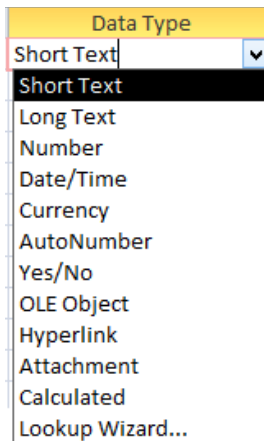 Data Type
Short Text
Short Text
Long Text
Number
Date/Time
Currency
AutoNumber
Yes/No
OLE Object
Hyperlink
Attachment
Calculated
Lookup Wizard...